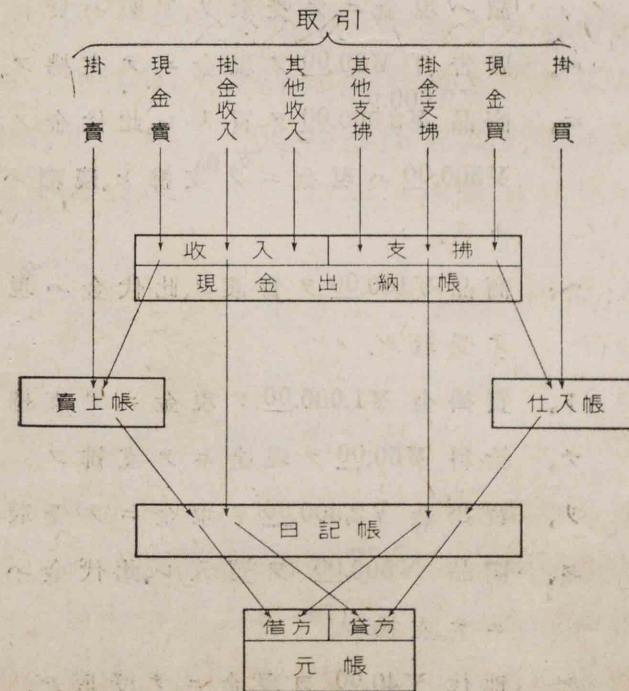 取引
掛賣
現金賣
掛金收入
其他收入
其他支拂
掛金支拂
現金買
掛買
收入
支拂
現金出納帳
賣上帳
仕入帳
日記帳
借方
貸方
元帳